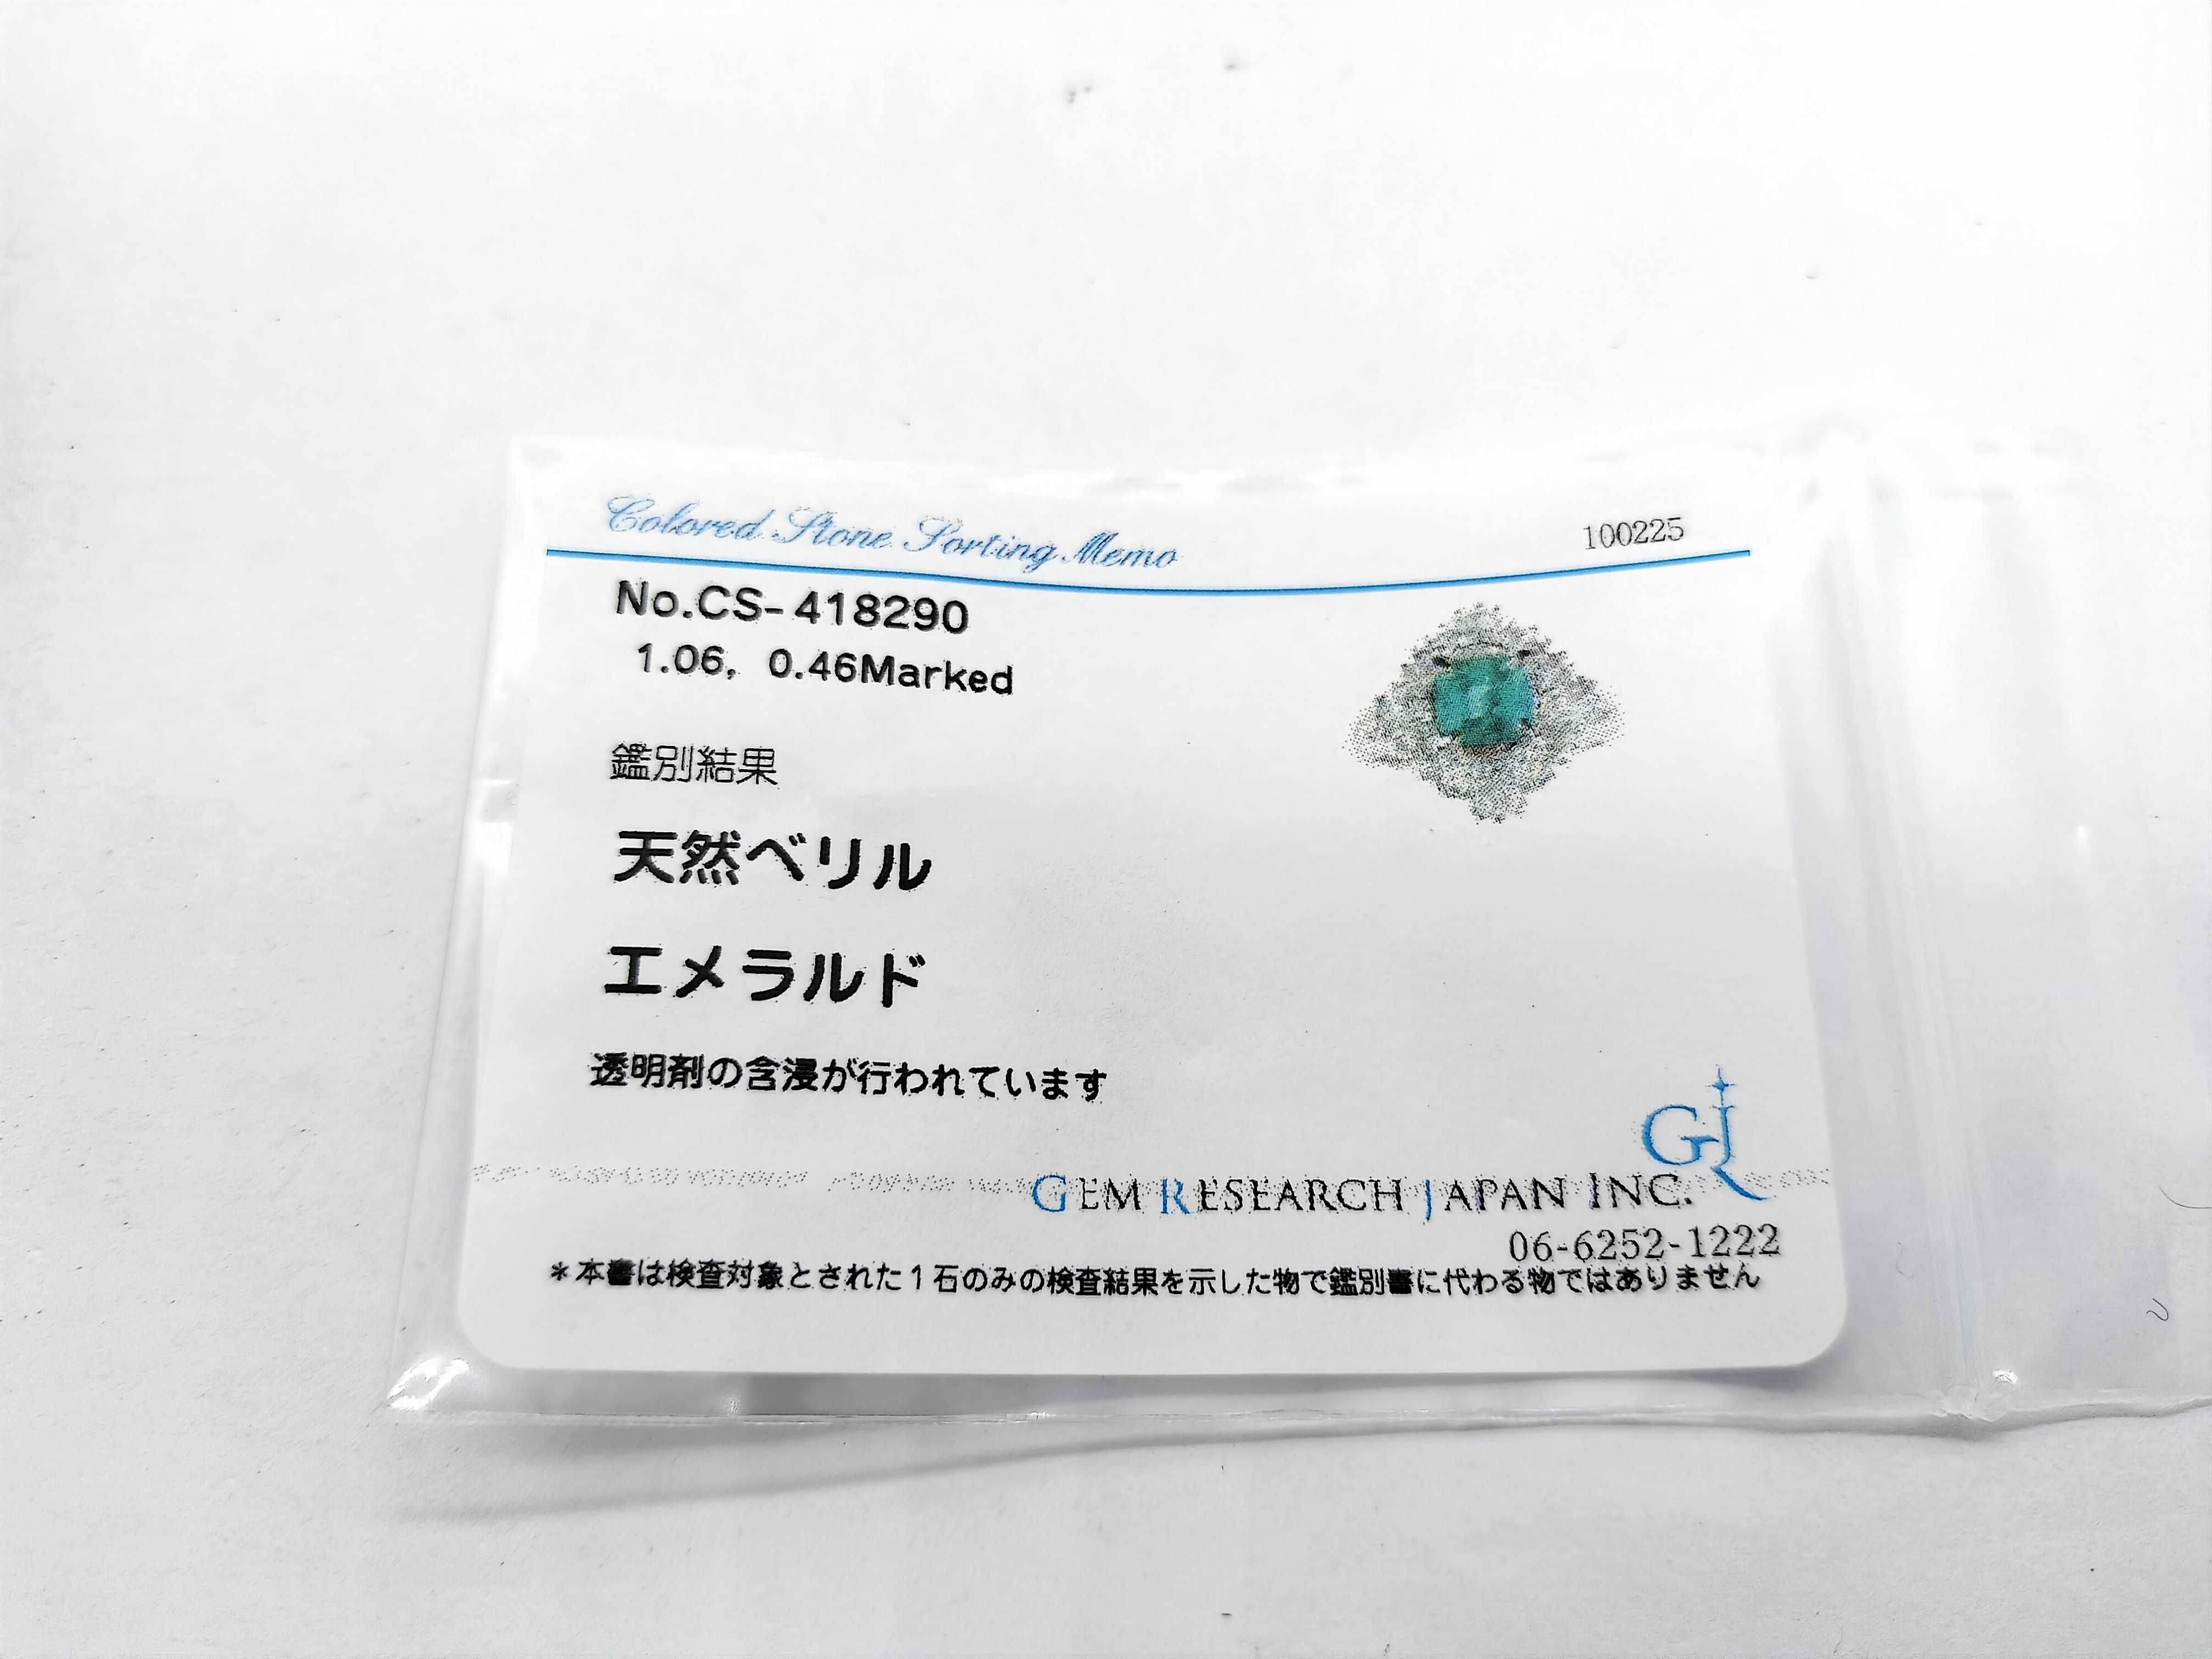 Colored Stone Sorting Memo
100225
No.CS-418290
1.06, 0.46Marked
鑑別結果
天然ベリル
エメラルド
透明剤の含浸が行われています
GJR
GEM RESEARCH JAPAN INC.
06-6252-1222
*本書は検査対象とされた1石のみの検査結果を示した物で鑑別書に代わる物ではありません